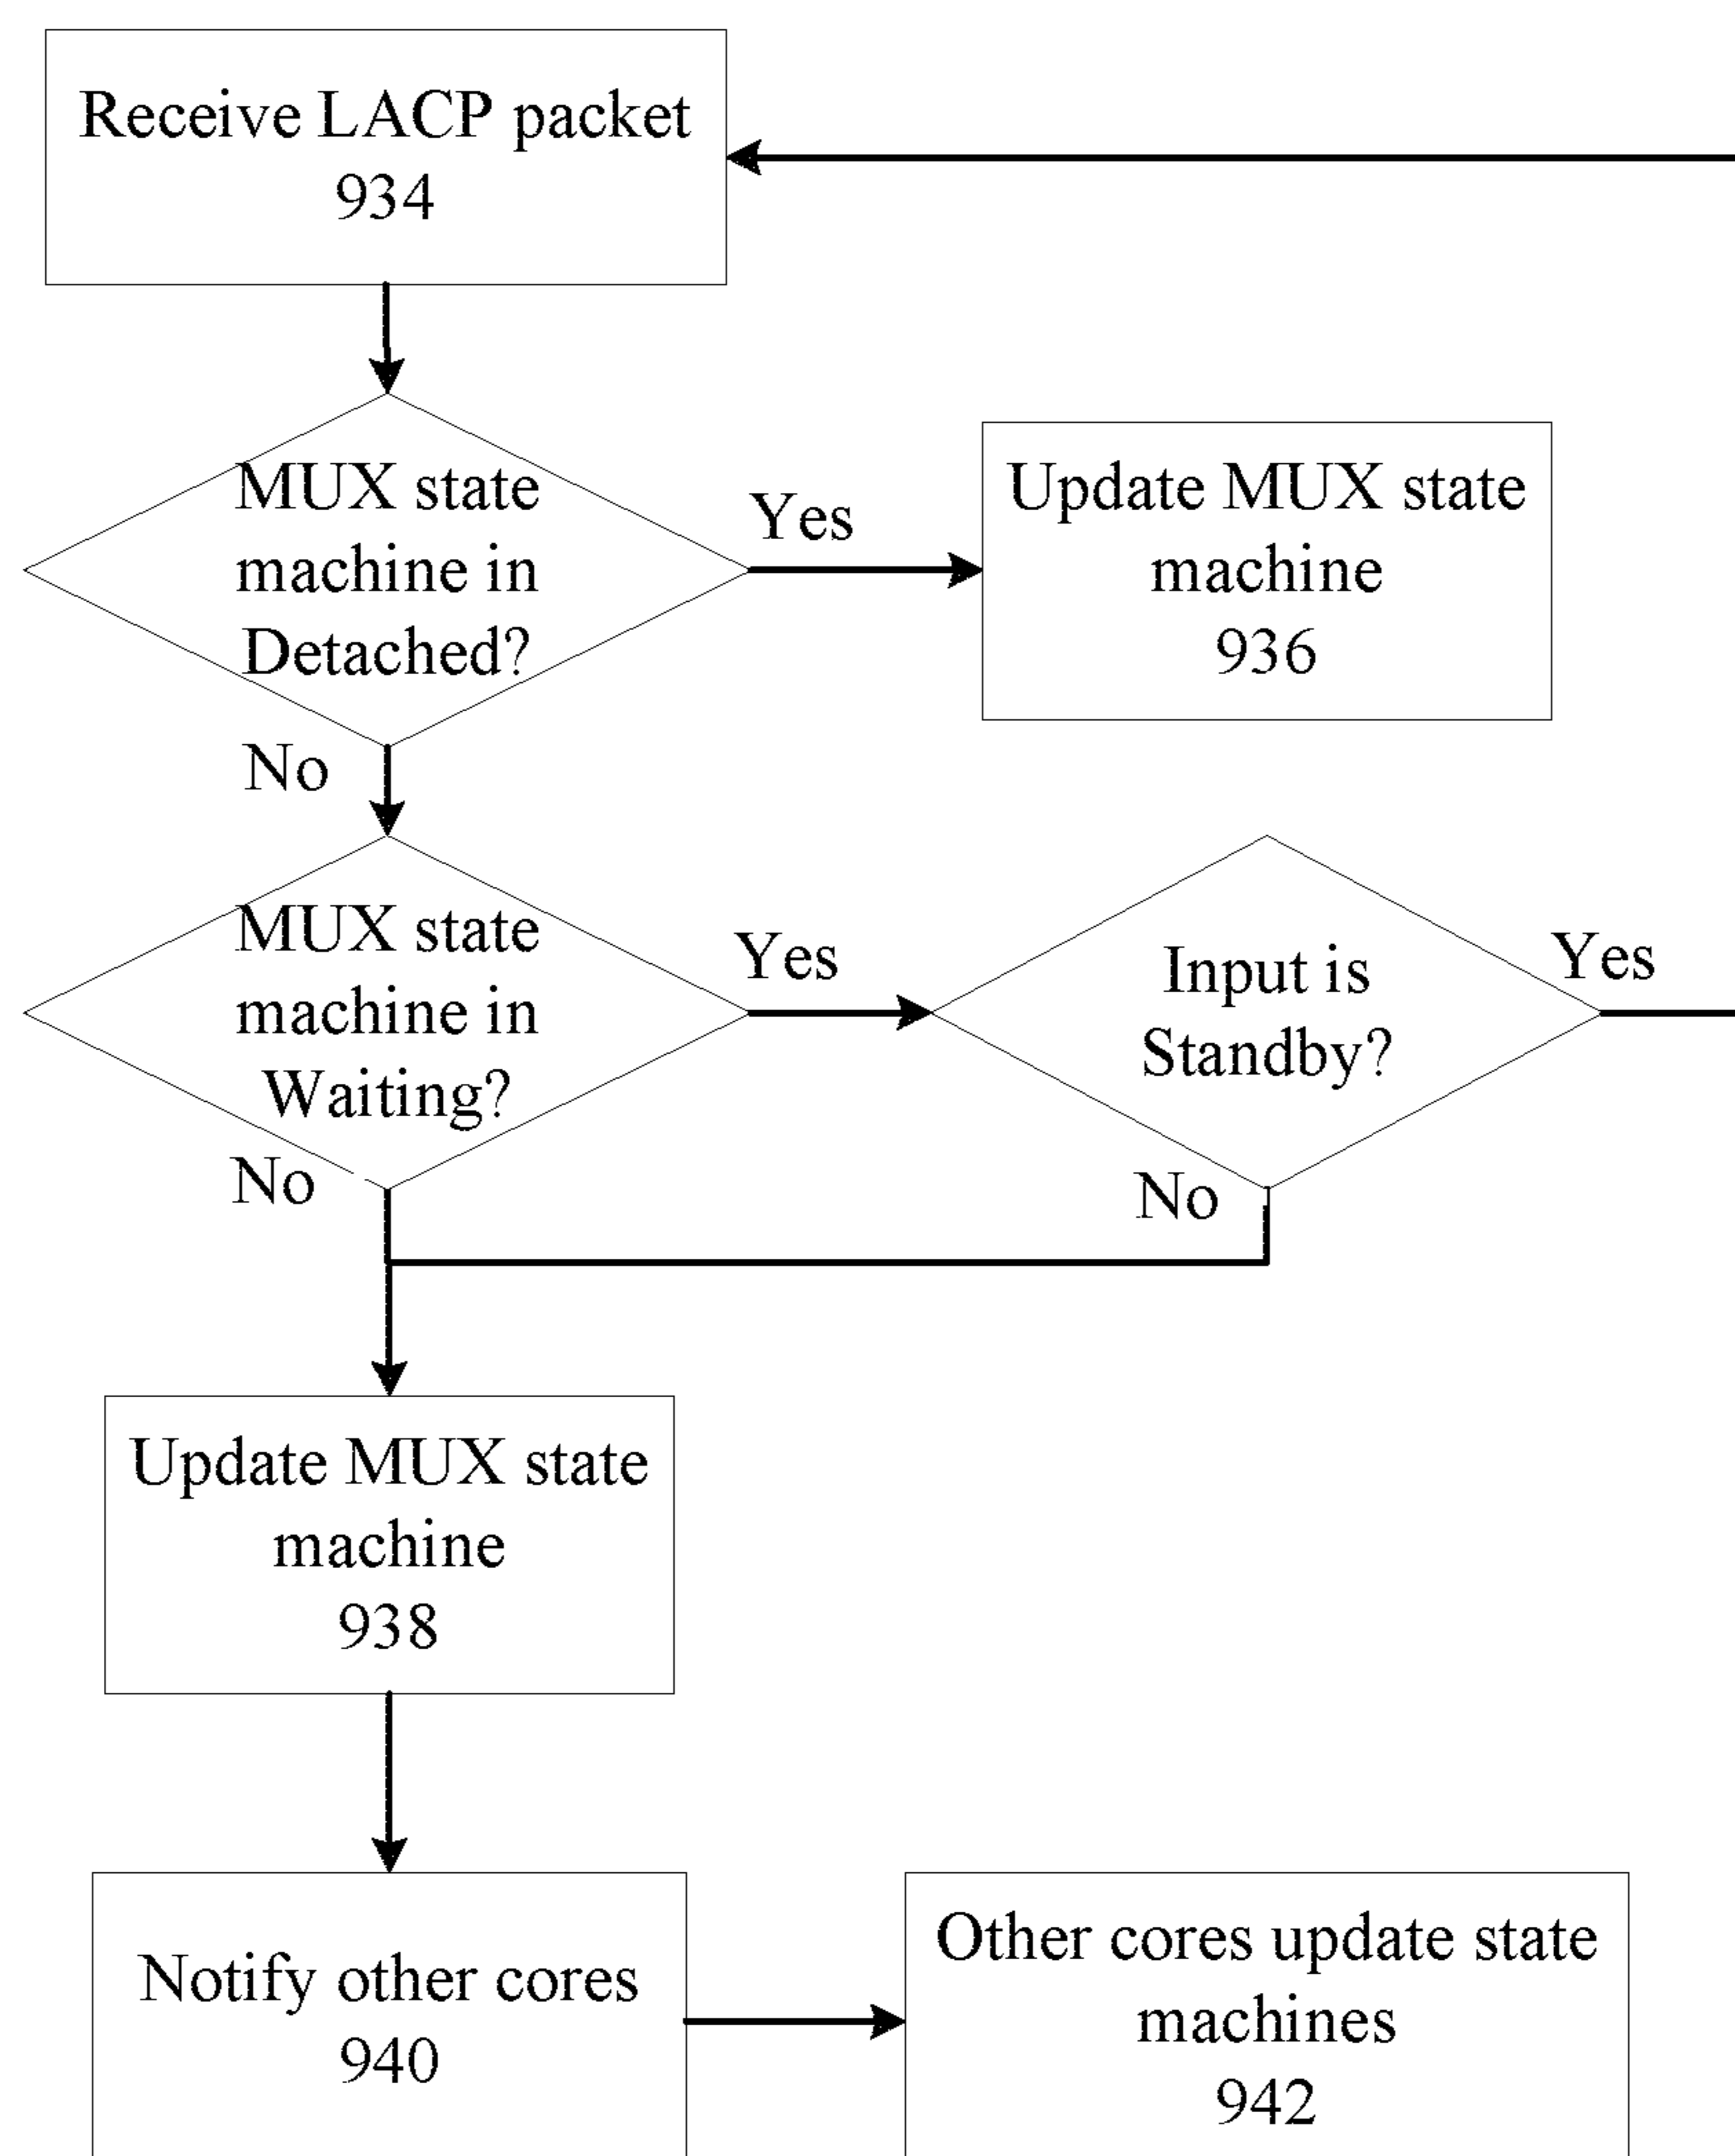 Receive LACP packet
934
MUX state
machine in
Detached?
Yes
Update MUX state
machine
936
No
MUX state
machine in
Waiting?
Yes
Input is
Standby?
Yes
No
No
Update MUX state
machine
938
Notify other cores
940
Other cores update state
machines
942